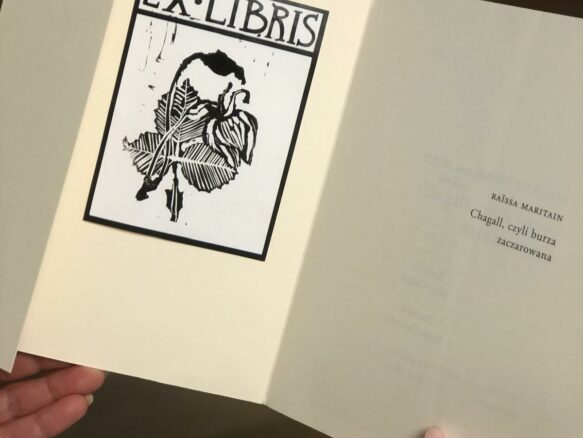 EX·LIBRIS
RAÏSSA MARITAIN
Chagall, czyli burza
zaczarowana